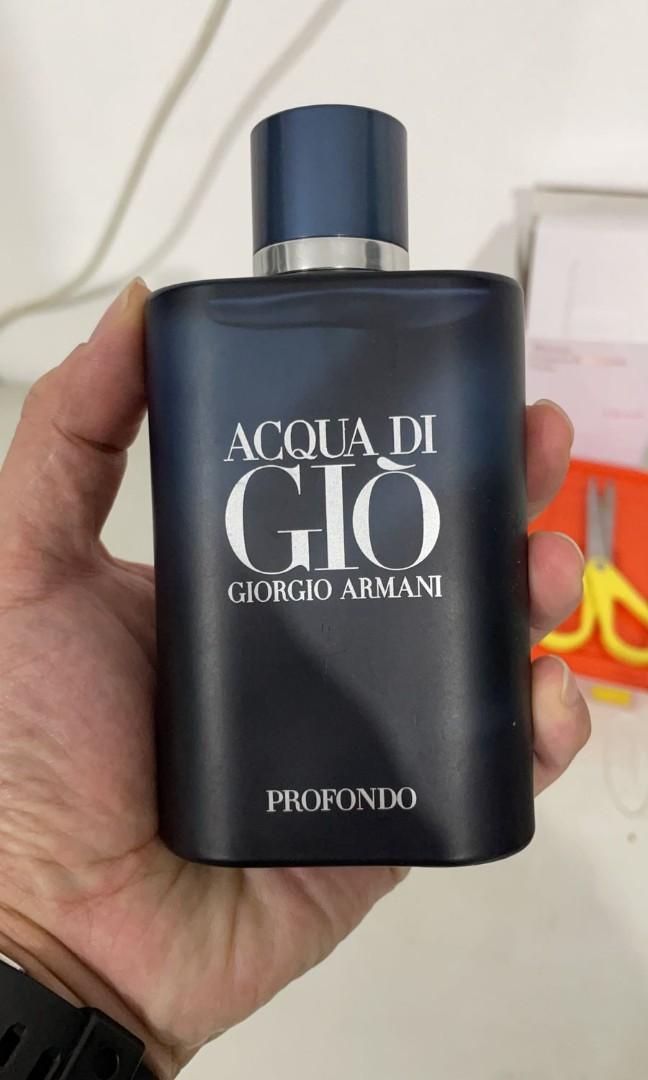 ACQUA DI
GIÒ
GIORGIO ARMANI
PROFONDO